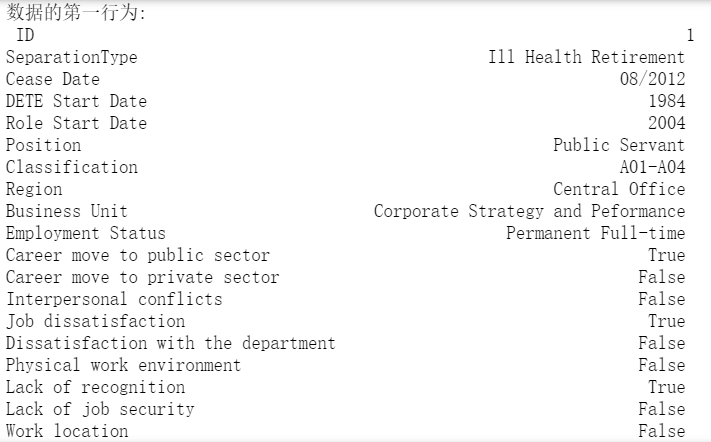 数据的第一行为:
ID 1
SeparationType Ill Health Retirement
Cease Date 08/2012
DETE Start Date 1984
Role Start Date 2004
Position Public Servant
Classification A01-A04
Region Central Office
Business Unit Corporate Strategy and Peformance
Employment Status Permanent Full-time
Career move to public sector True
Career move to private sector False
Interpersonal conflicts False
Job dissatisfaction True
Dissatisfaction with the department False
Physical work environment False
Lack of recognition True
Lack of job security False
Work location False